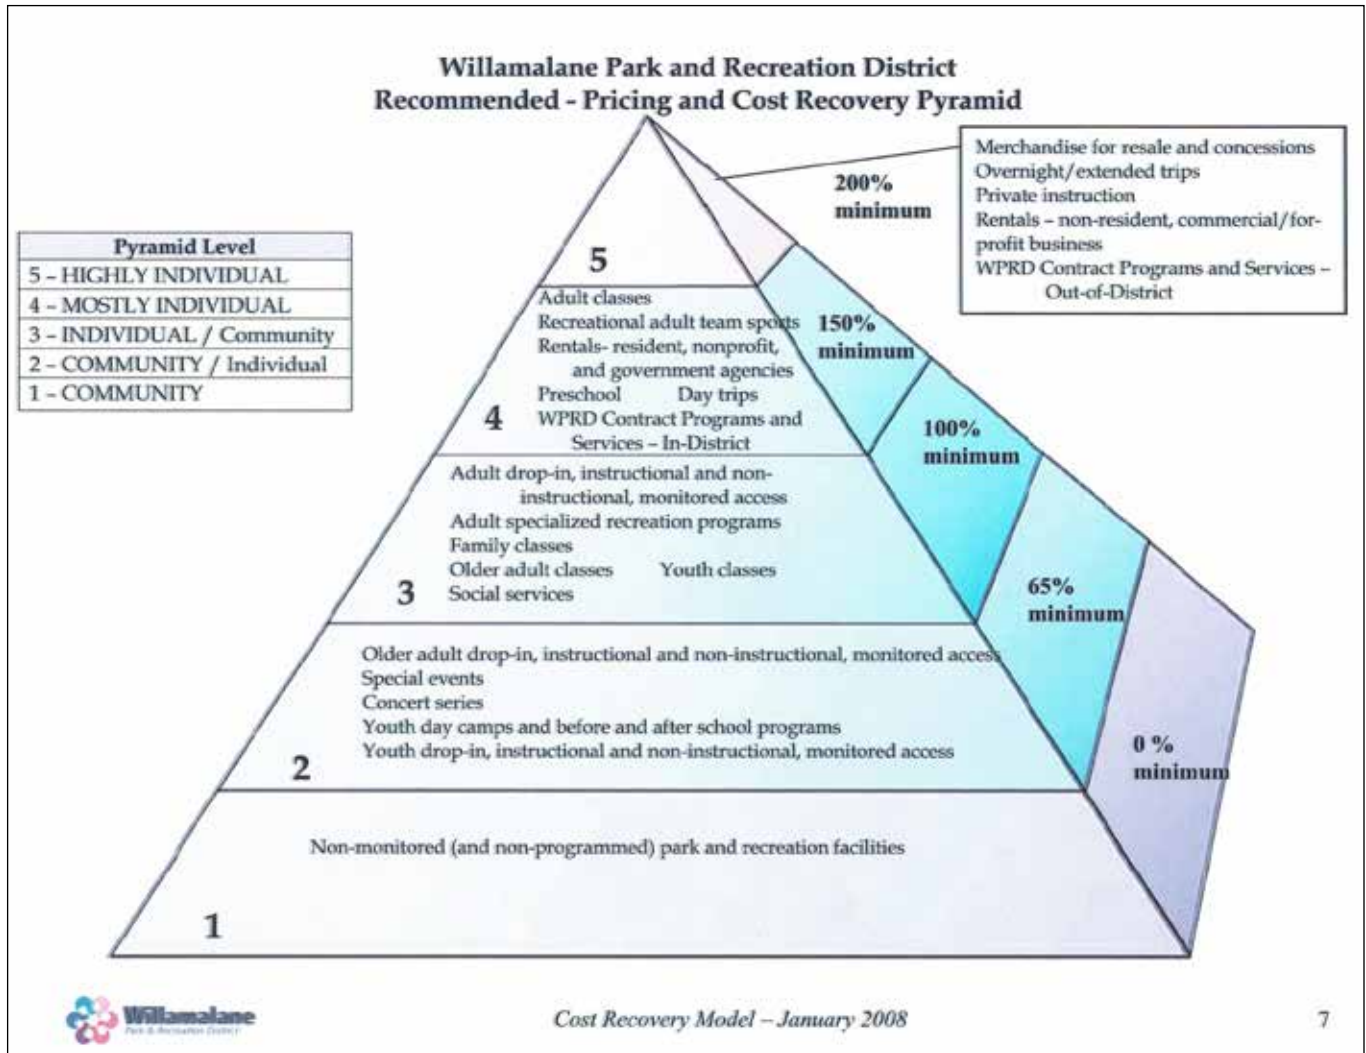 Willamalane Park and Recreation District
Recommended - Pricing and Cost Recovery Pyramid
Merchandise for resale and concessions
Overnight/extended trips
Private instruction
Rentals – non-resident, commercial/for-
profit business
WPRD Contract Programs and Services –
Out-of-District
200%
minimum
Pyramid Level
5 – HIGHLY INDIVIDUAL
4 – MOSTLY INDIVIDUAL
3 – INDIVIDUAL / Community
2 – COMMUNITY / Individual
1 – COMMUNITY
5
Adult classes
Recreational adult team sports
Rentals- resident, nonprofit,
and government agencies
Preschool Day trips
WPRD Contract Programs and
Services – In-District
4
150%
minimum
Adult drop-in, instructional and non-
instructional, monitored access
Adult specialized recreation programs
Family classes
Older adult classes Youth classes
Social services
3
100%
minimum
Older adult drop-in, instructional and non-instructional, monitored access
Special events
Concert series
Youth day camps and before and after school programs
Youth drop-in, instructional and non-instructional, monitored access
2
65%
minimum
Non-monitored (and non-programmed) park and recreation facilities
1
0 %
minimum
Willamalane
Park & Recreation District
Cost Recovery Model – January 2008
7